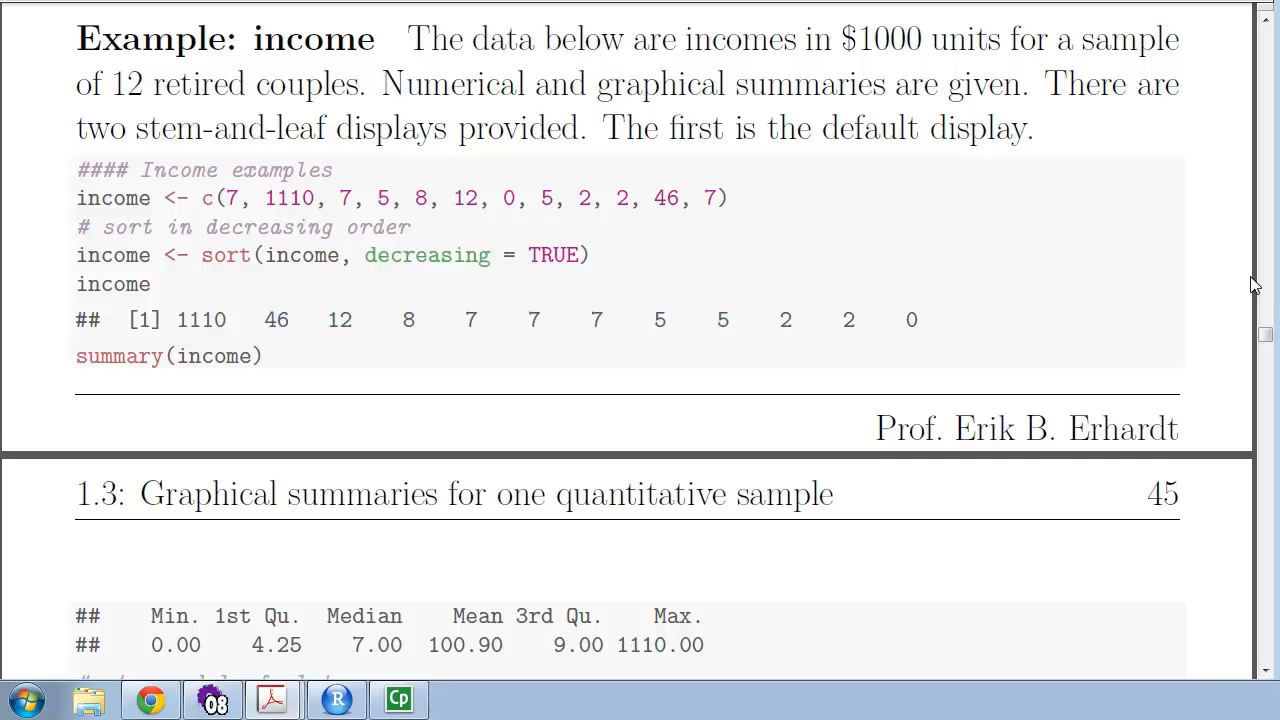 Example: income The data below are incomes in $1000 units for a sample
of 12 retired couples. Numerical and graphical summaries are given. There are
two stem-and-leaf displays provided. The first is the default display.
#### Income examples
income <- c(7, 1110, 7, 5, 8, 12, 0, 5, 2, 2, 46, 7)
# sort in decreasing order
income <- sort(income, decreasing = TRUE)
income
## [1] 1110 46 12 8 7 7 7 5 5 2 2 0
summary(income)
Prof. Erik B. Erhardt
1.3: Graphical summaries for one quantitative sample 45
## Min. 1st Qu. Median Mean 3rd Qu. Max.
## 0.00 4.25 7.00 100.90 9.00 1110.00
08 R Cp